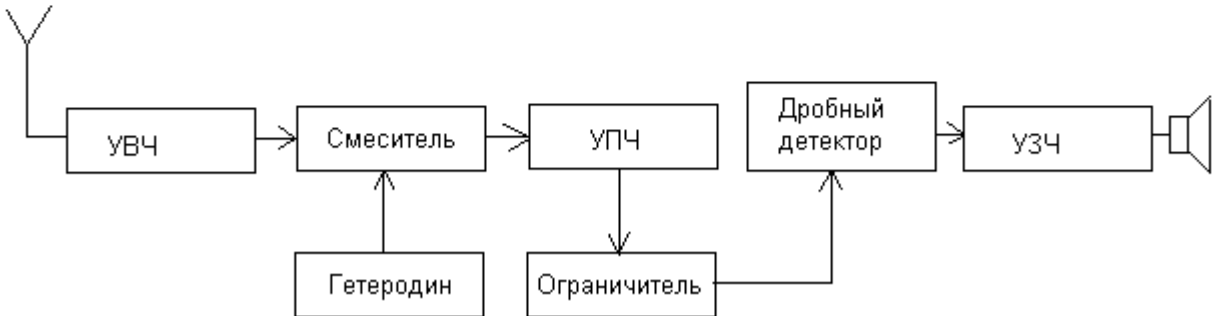 УВЧ
Смеситель
УПЧ
Дробный
детектор
УЗЧ
Гетеродин
Ограничитель